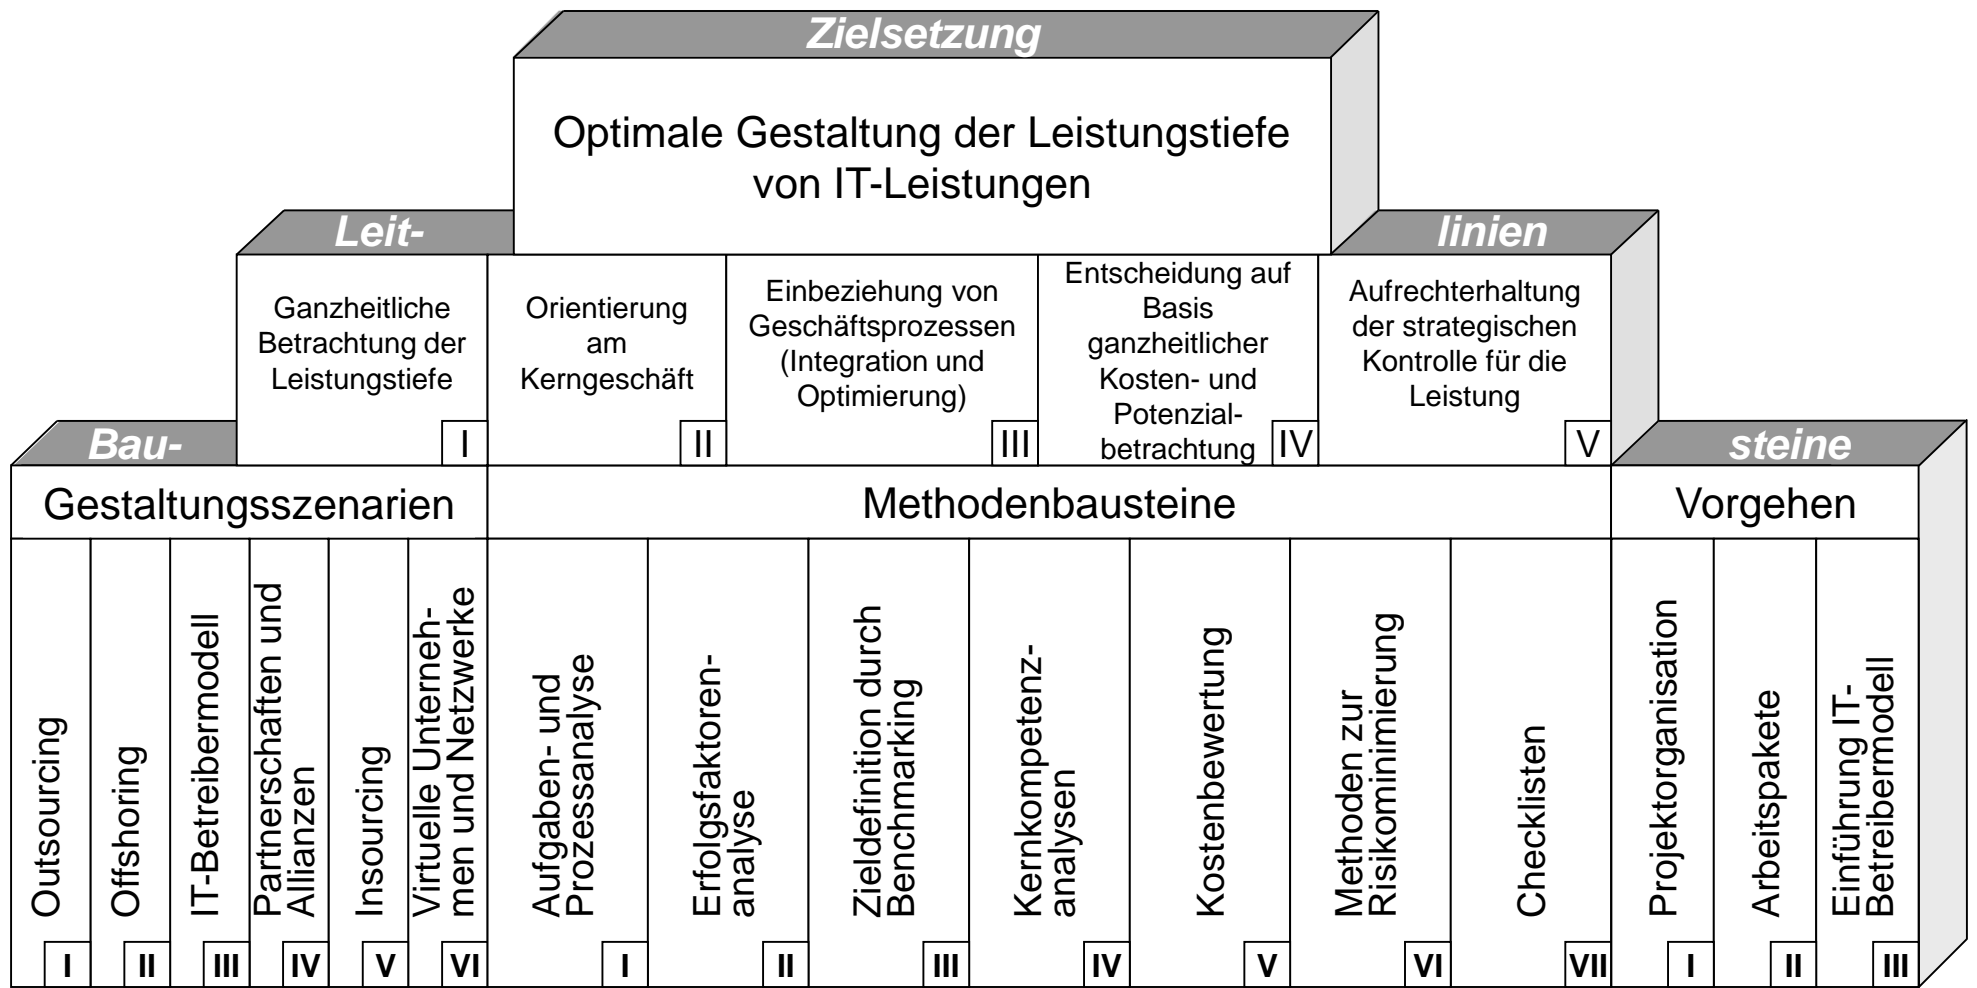 Zielsetzung
Optimale Gestaltung der Leistungstiefe
von IT-Leistungen
Leit-
linien
Ganzheitliche
Betrachtung der
Leistungstiefe
I
Orientierung
am
Kerngeschäft
II
Einbeziehung von
Geschäftsprozessen
(Integration und
Optimierung)
III
Entscheidung auf
Basis
ganzheitlicher
Kosten- und
Potenzial-
betrachtung
IV
Aufrechterhaltung
der strategischen
Kontrolle für die
Leistung
V
Bau-
steine
Gestaltungsszenarien
Outsourcing
I
Offshoring
II
IT-Betreibermodell
III
Partnerschaften und
Allianzen
IV
Insourcing
V
Virtuelle Unterneh-
men und Netzwerke
VI
Methodenbausteine
Aufgaben- und
Prozessanalyse
I
Erfolgsfaktoren-
analyse
II
Zieldefinition durch
Benchmarking
III
Kernkompetenz-
analysen
IV
Kostenbewertung
V
Methoden zur
Risikominimierung
VI
Checklisten
VII
Vorgehen
Projektorganisation
I
Arbeitspakete
II
Einführung IT-
Betreibermodell
III